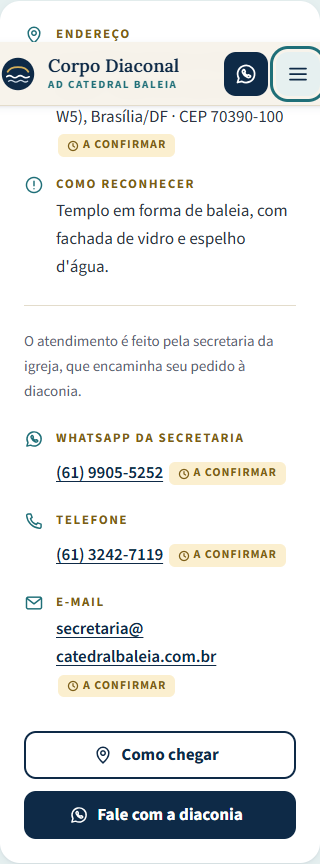 ENDEREÇO
Corpo Diaconal
AD CATEDRAL BALEIA
W5), Brasília/DF · CEP 70390-100
A CONFIRMAR
COMO RECONHECER
Templo em forma de baleia, com
fachada de vidro e espelho
d'água.
O atendimento é feito pela secretaria da
igreja, que encaminha seu pedido à
diaconia.
WHATSAPP DA SECRETARIA
(61) 9905-5252 A CONFIRMAR
TELEFONE
(61) 3242-7119 A CONFIRMAR
E-MAIL
secretaria@
catedralbaleia.com.br
A CONFIRMAR
Como chegar
Fale com a diaconia